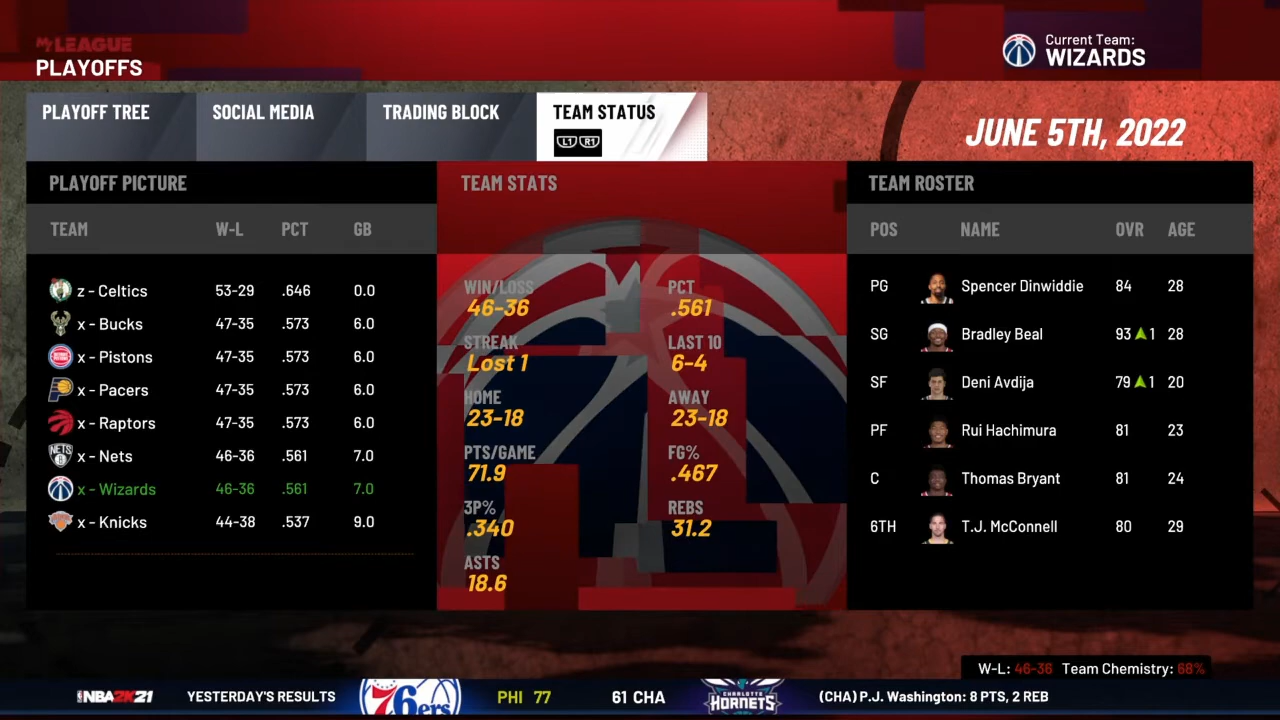 MyLEAGUE
PLAYOFFS
Current Team:
WIZARDS
PLAYOFF TREE
SOCIAL MEDIA
TRADING BLOCK
TEAM STATUS
L1 R1
JUNE 5TH, 2022
PLAYOFF PICTURE
TEAM W-L PCT GB
z - Celtics 53-29 .646 0.0
x - Bucks 47-35 .573 6.0
x - Pistons 47-35 .573 6.0
x - Pacers 47-35 .573 6.0
x - Raptors 47-35 .573 6.0
NETS x - Nets 46-36 .561 7.0
x - Wizards 46-36 .561 7.0
x - Knicks 44-38 .537 9.0
TEAM STATS
WIN/LOSS PCT
46-36 .561
STREAK LAST 10
Lost 1 6-4
HOME AWAY
23-18 23-18
PTS/GAME FG%
71.9 .467
3P% REBS
.340 31.2
ASTS
18.6
TEAM ROSTER
POS NAME OVR AGE
PG Spencer Dinwiddie 84 28
SG Bradley Beal 93 ▲1 28
SF Deni Avdija 79 ▲1 20
PF Rui Hachimura 81 23
C Thomas Bryant 81 24
6TH T.J. McConnell 80 29
W-L: 46-36 Team Chemistry: 68%
NBA2K21 YESTERDAY'S RESULTS 76ers PHI 77 61 CHA CHARLOTTE HORNETS (CHA) P.J. Washington: 8 PTS, 2 REB